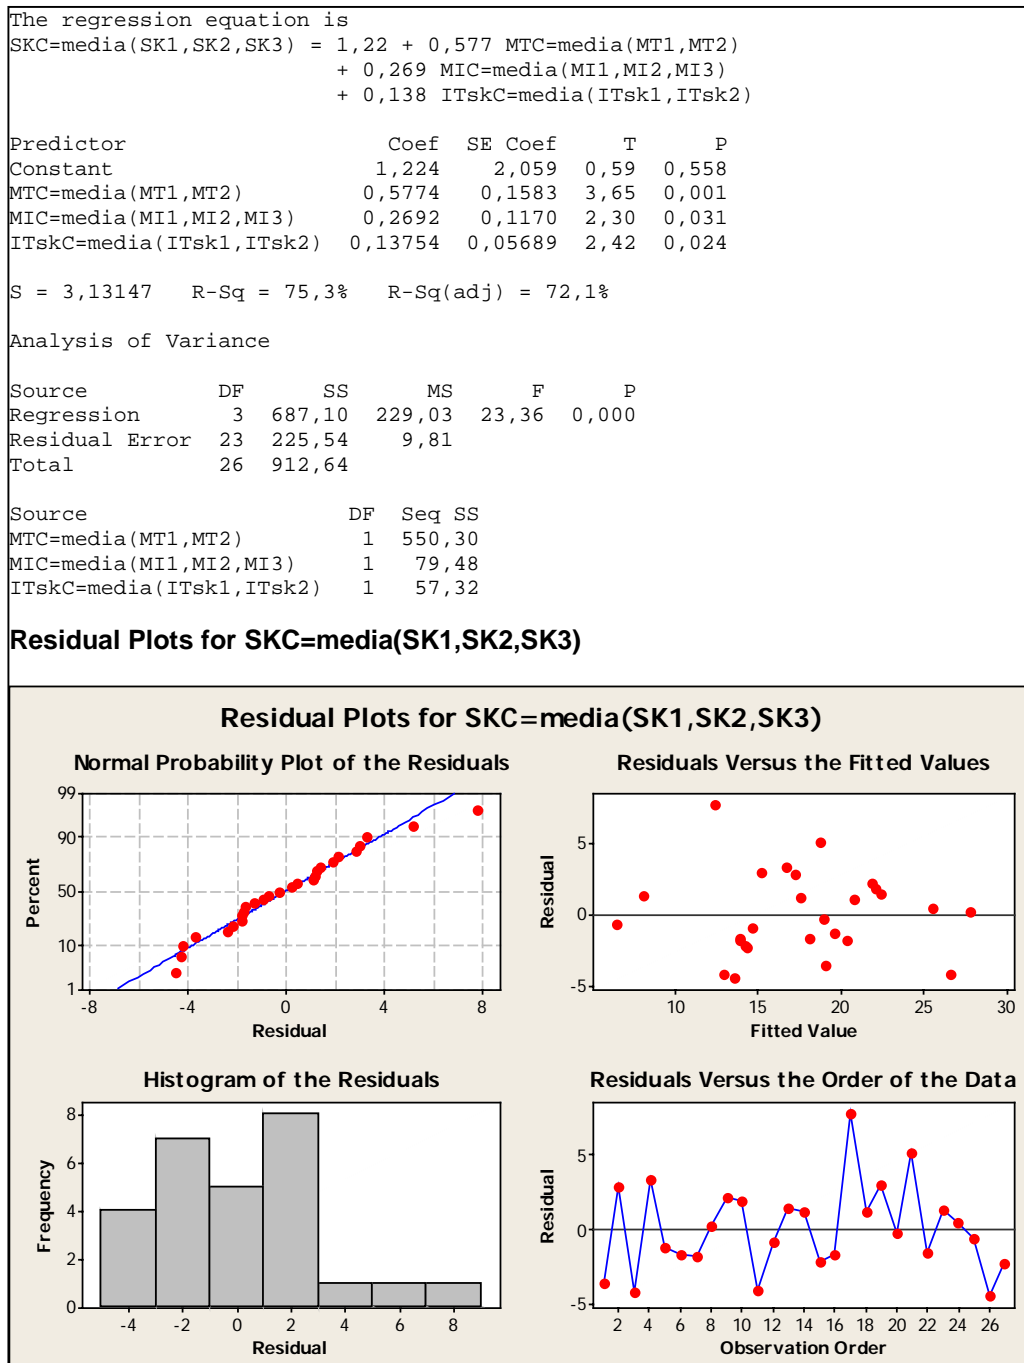 The regression equation is
SKC=media(SK1,SK2,SK3) = 1,22 + 0,577 MTC=media(MT1,MT2)
+ 0,269 MIC=media(MI1,MI2,MI3)
+ 0,138 ITskC=media(ITsk1,ITsk2)
Predictor Coef SE Coef T P
Constant 1,224 2,059 0,59 0,558
MTC=media(MT1,MT2) 0,5774 0,1583 3,65 0,001
MIC=media(MI1,MI2,MI3) 0,2692 0,1170 2,30 0,031
ITskC=media(ITsk1,ITsk2) 0,13754 0,05689 2,42 0,024
S = 3,13147 R-Sq = 75,3% R-Sq(adj) = 72,1%
Analysis of Variance
Source DF SS MS F P
Regression 3 687,10 229,03 23,36 0,000
Residual Error 23 225,54 9,81
Total 26 912,64
Source DF Seq SS
MTC=media(MT1,MT2) 1 550,30
MIC=media(MI1,MI2,MI3) 1 79,48
ITskC=media(ITsk1,ITsk2) 1 57,32
Residual Plots for SKC=media(SK1,SK2,SK3)
Residual Plots for SKC=media(SK1,SK2,SK3)
Normal Probability Plot of the Residuals
99
90
50
10
1
Percent
-8 -4 0 4 8
Residual
Residuals Versus the Fitted Values
5
0
-5
Residual
10 15 20 25 30
Fitted Value
Histogram of the Residuals
8
6
4
2
0
Frequency
-4 -2 0 2 4 6 8
Residual
Residuals Versus the Order of the Data
5
0
-5
Residual
2 4 6 8 10 12 14 16 18 20 22 24 26
Observation Order